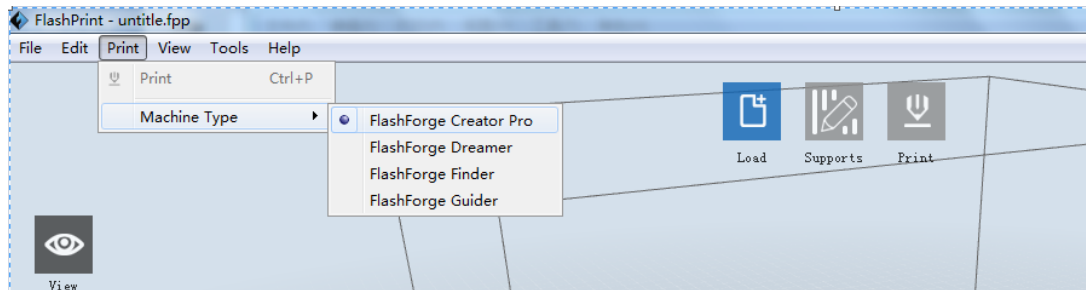 FlashPrint - untitle.fpp
File Edit Print View Tools Help
Print Ctrl+P
Machine Type
FlashForge Creator Pro
FlashForge Dreamer
FlashForge Finder
FlashForge Guider
Load Supports Print
View